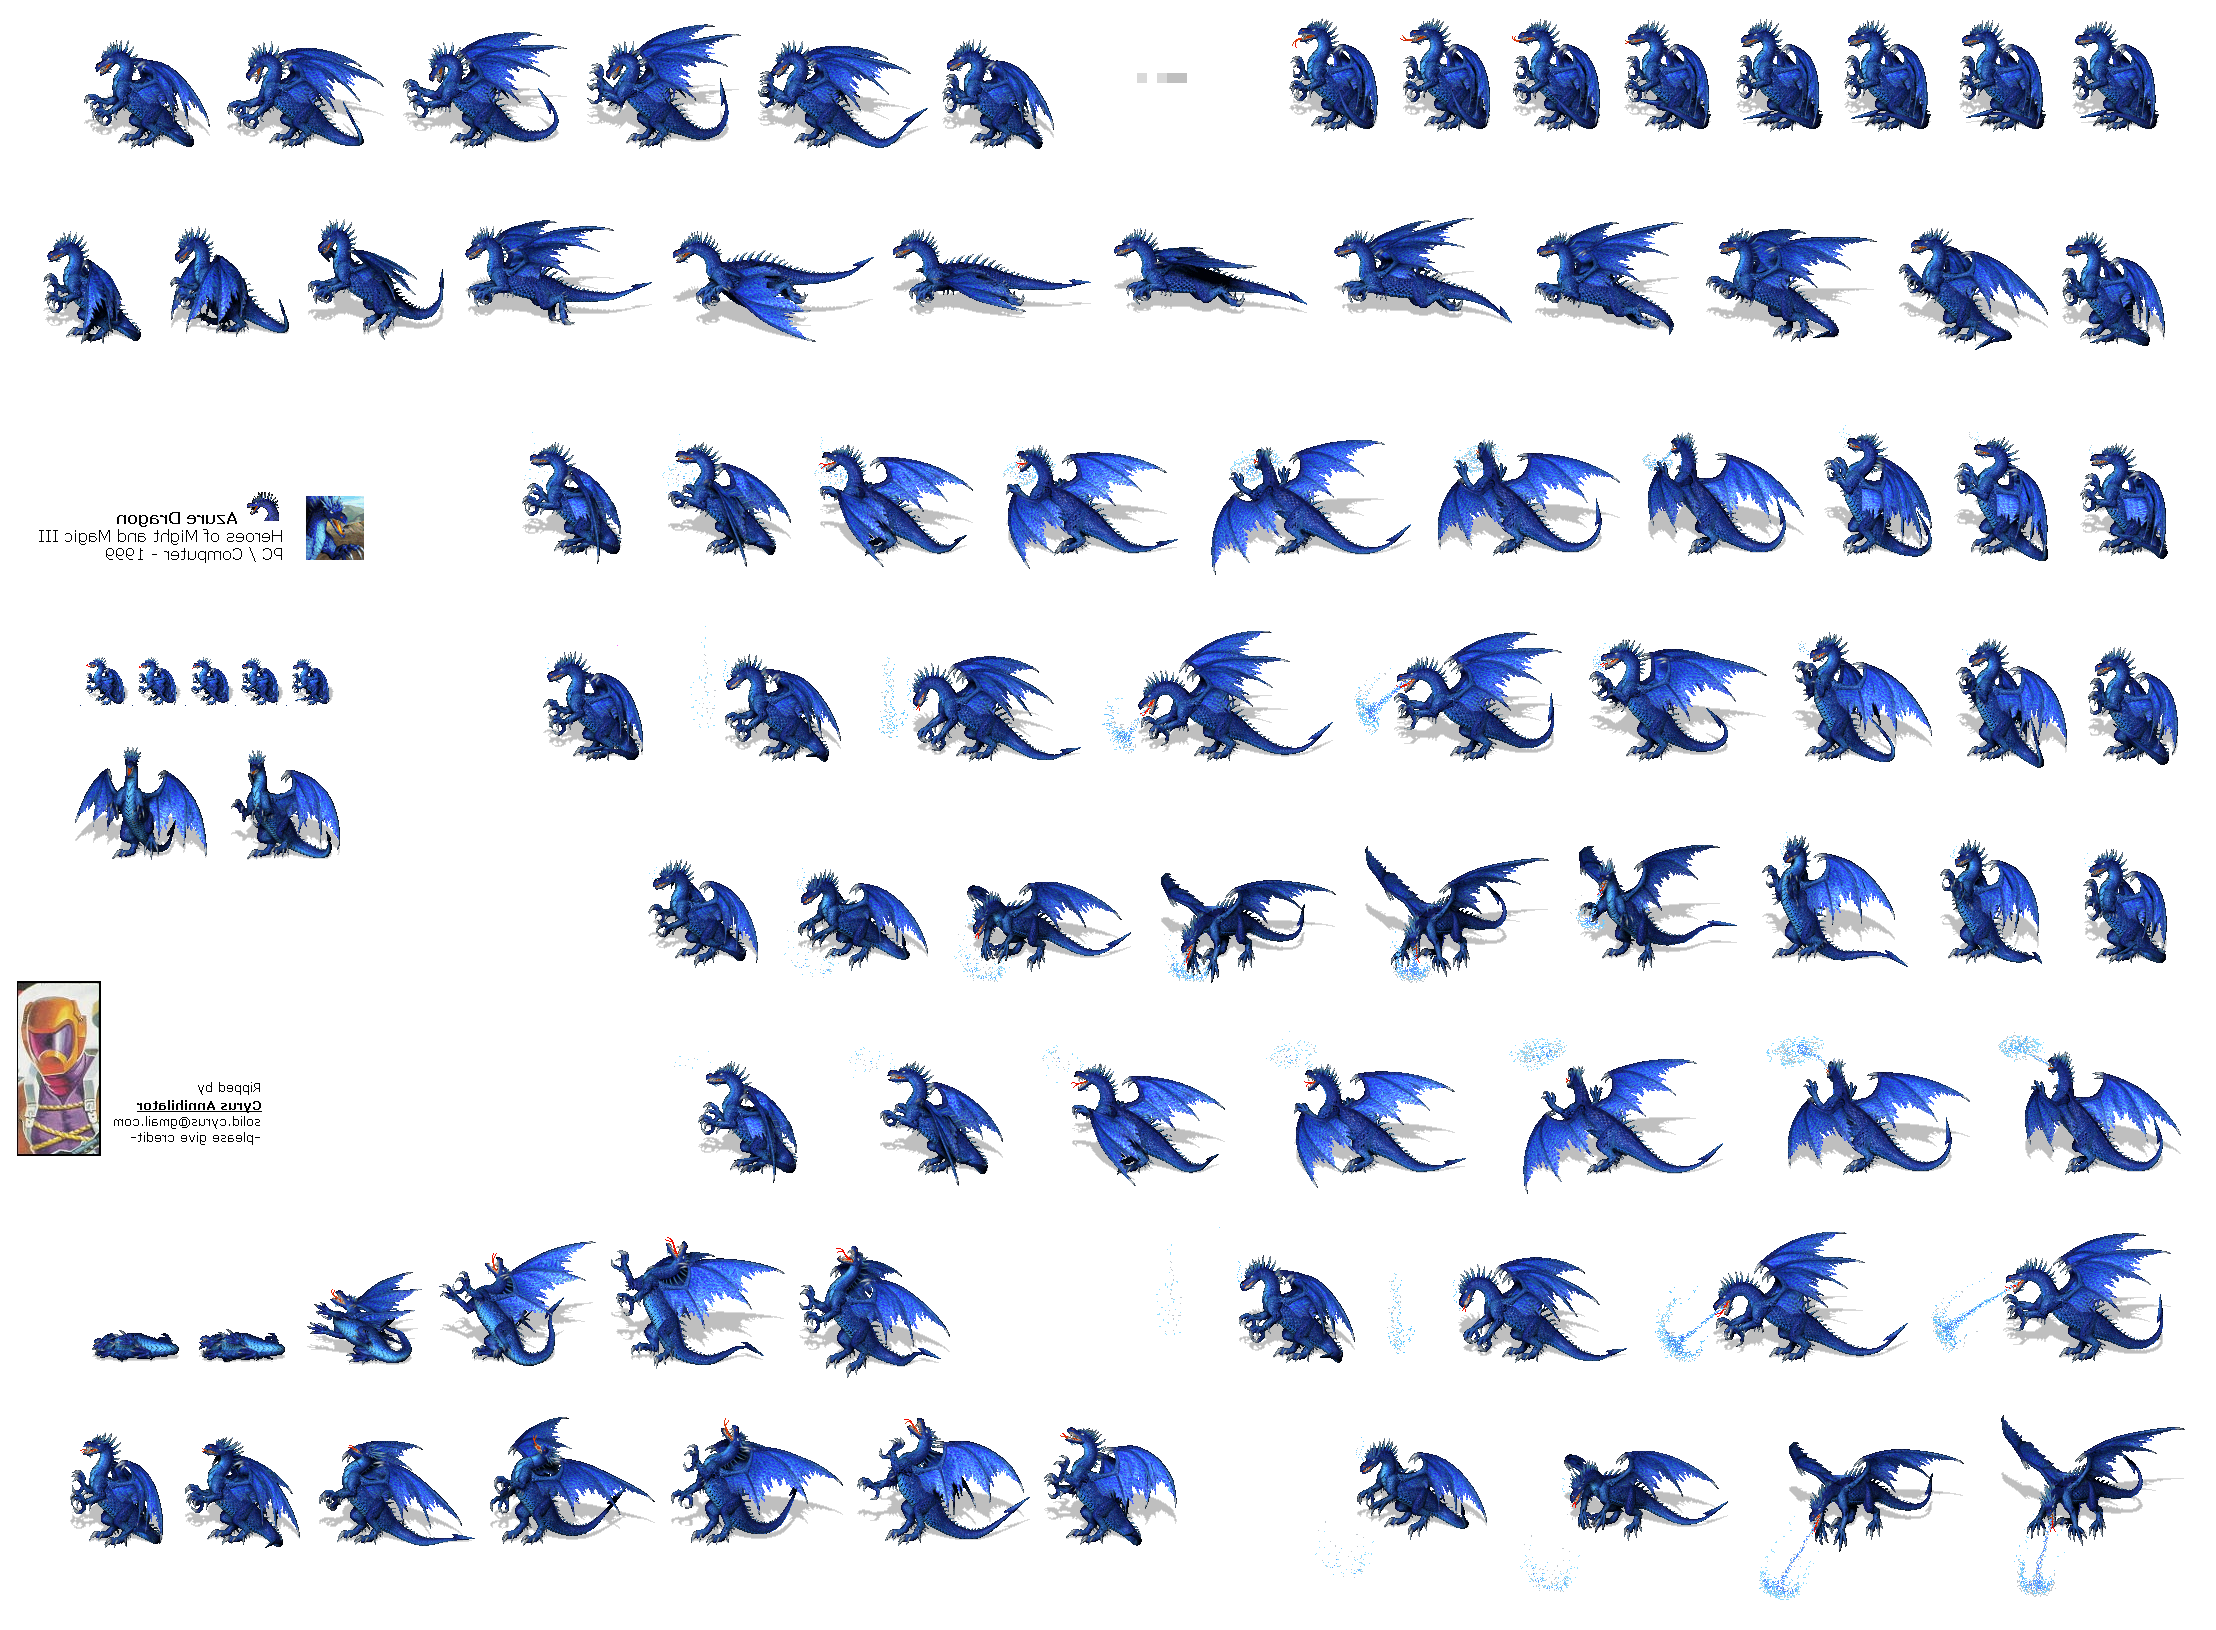 Azure Dragon
Heroes of Might and Magic III
PC / Computer - 1999
Ripped by
Cyrus Annihilator
solid.cyrus@gmail.com
-please give credit-